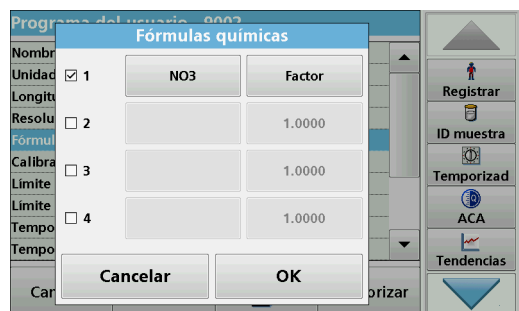 Programa del usuario - 9002
Fórmulas químicas
Nombr
1 NO3 Factor
Unidad
Longitu
Resolu
2 1.0000
Fórmul
Calibra
3 1.0000
Límite
Límite
4 1.0000
Tempo
Tempo
Cancelar OK
Can
orizar
Registrar
ID muestra
Temporizad
ACA
Tendencias